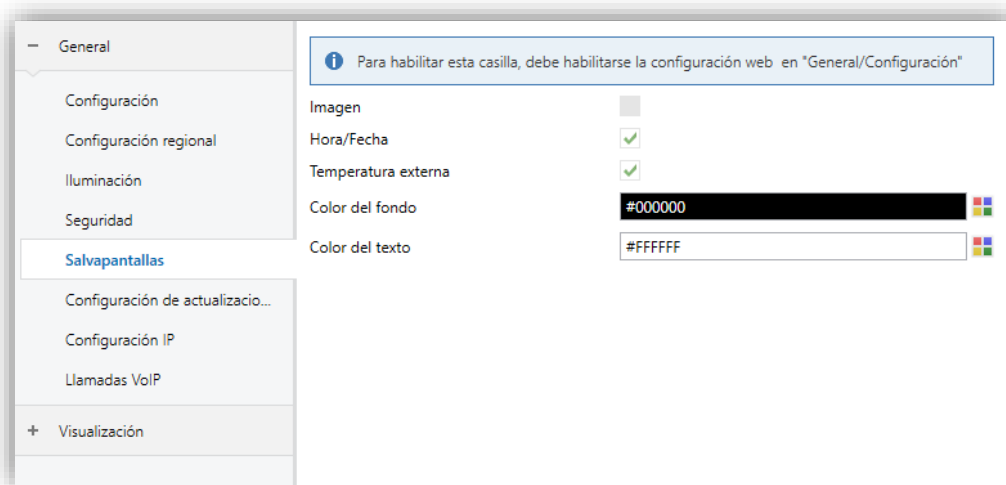 General
Configuración
Configuración regional
Iluminación
Seguridad
Salvapantallas
Configuración de actualizacio...
Configuración IP
Llamadas VoIP
Visualización
Para habilitar esta casilla, debe habilitarse la configuración web en "General/Configuración"
Imagen
Hora/Fecha
Temperatura externa
Color del fondo #000000
Color del texto #FFFFFF